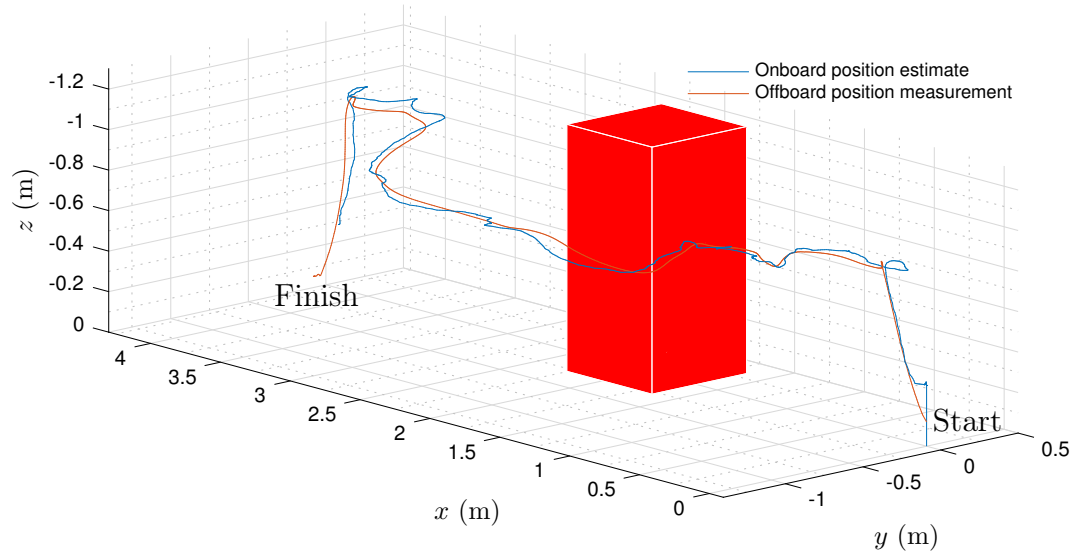 Onboard position estimate
Offboard position measurement
-1.2
-1
-0.8
-0.6
-0.4
-0.2
0
z (m)
Finish
Start
4
3.5
3
2.5
2
1.5
1
0.5
0
x (m)
-1
-0.5
0
0.5
y (m)